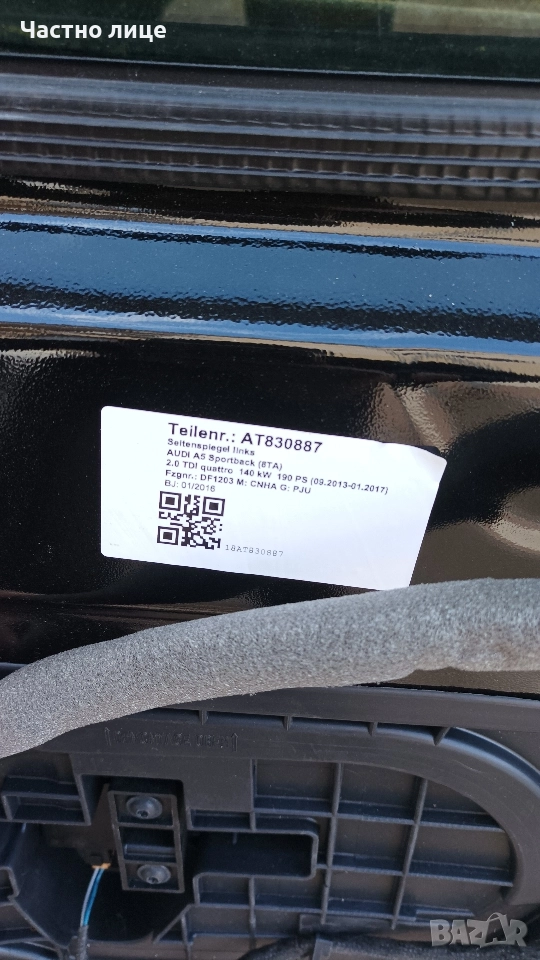 Частно лице
Teilenr.: AT830887
Seitenspiegel links
AUDI A5 Sportback (8TA)
2.0 TDI quattro 140 kW 190 PS (09.2013-01.2017)
Fzgnr.: DF1203 M: CNHA G: PJU
BJ: 01/2016
18AT830887
BAZAR